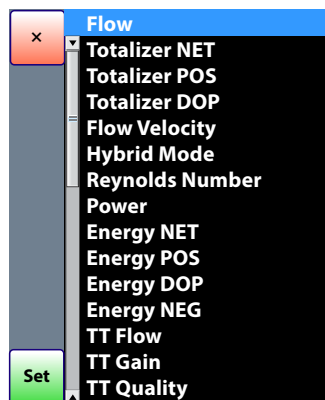 ×
Flow
Totalizer NET
Totalizer POS
Totalizer DOP
Flow Velocity
Hybrid Mode
Reynolds Number
Power
Energy NET
Energy POS
Energy DOP
Energy NEG
TT Flow
TT Gain
TT Quality
Set